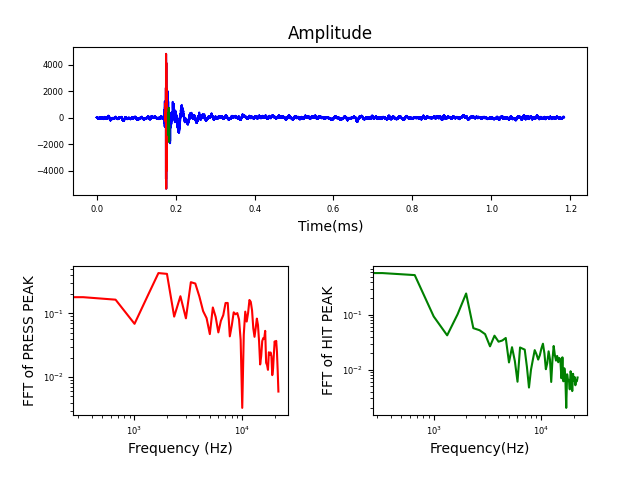 Amplitude
4000
2000
0
−2000
−4000
0.0 0.2 0.4 0.6 0.8 1.0 1.2
Time(ms)
FFT of PRESS PEAK
10⁻¹
10⁻²
10³ 10⁴
Frequency (Hz)
FFT of HIT PEAK
10⁻¹
10⁻²
10³ 10⁴
Frequency(Hz)